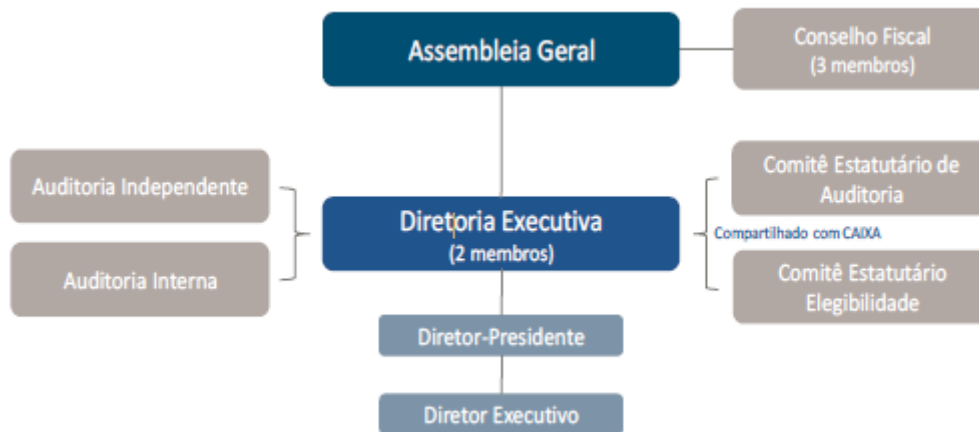 Assembleia Geral
Conselho Fiscal
(3 membros)
Auditoria Independente
Auditoria Interna
Diretoria Executiva
(2 membros)
Comitê Estatutário de
Auditoria
Compartilhado com CAIXA
Comitê Estatutário
Elegibilidade
Diretor-Presidente
Diretor Executivo